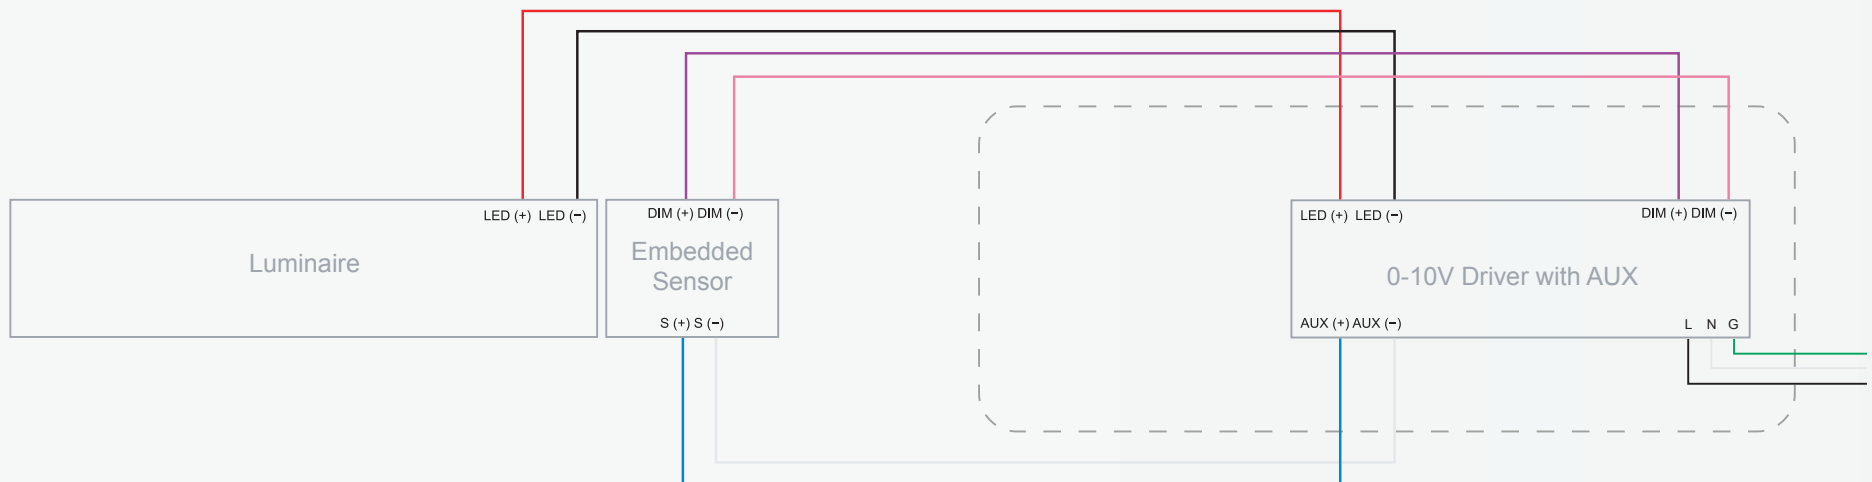 LED (+) LED (−)
Luminaire
DIM (+) DIM (−)
Embedded
Sensor
S (+) S (−)
LED (+) LED (−)
DIM (+) DIM (−)
0-10V Driver with AUX
AUX (+) AUX (−)
L N G